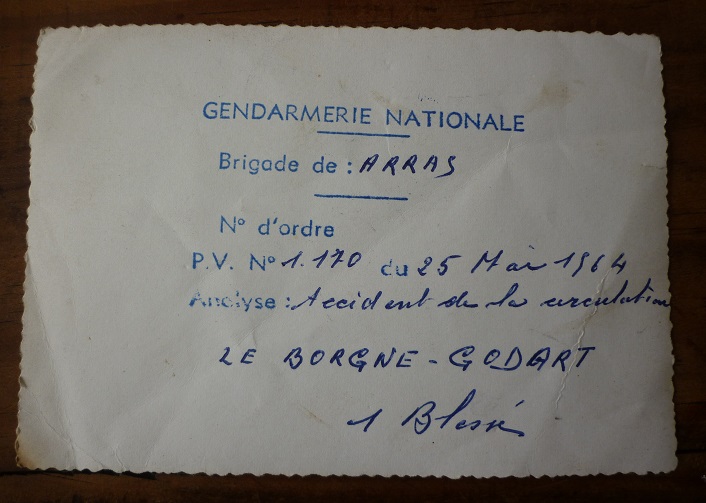 GENDARMERIE NATIONALE
Brigade de : ARRAS
N° d'ordre
P.V. N° 1.170 du 25 Mai 1964
Analyse : Accident de la circulation
LE BORGNE - GODART
1 Blessé